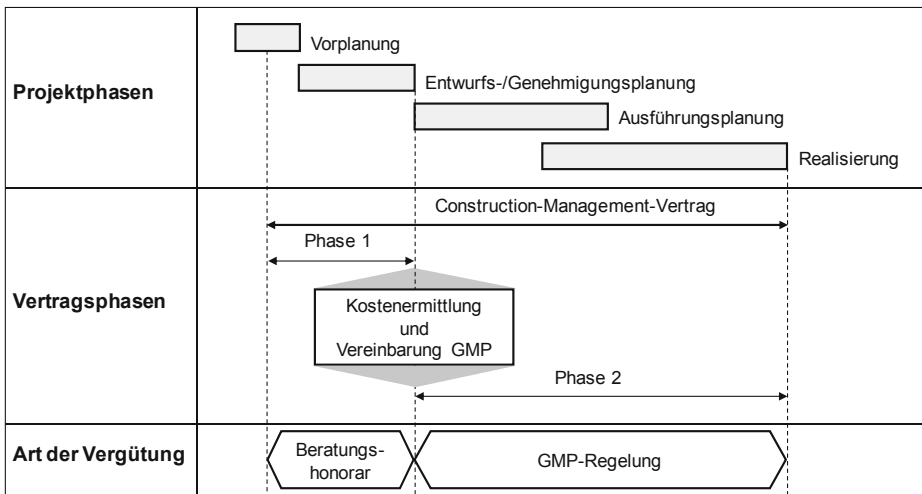 Projektphasen
Vorplanung
Entwurfs-/Genehmigungsplanung
Ausführungsplanung
Realisierung
Vertragsphasen
Construction-Management-Vertrag
Phase 1
Kostenermittlung
und
Vereinbarung GMP
Phase 2
Art der Vergütung
Beratungs-
honorar
GMP-Regelung